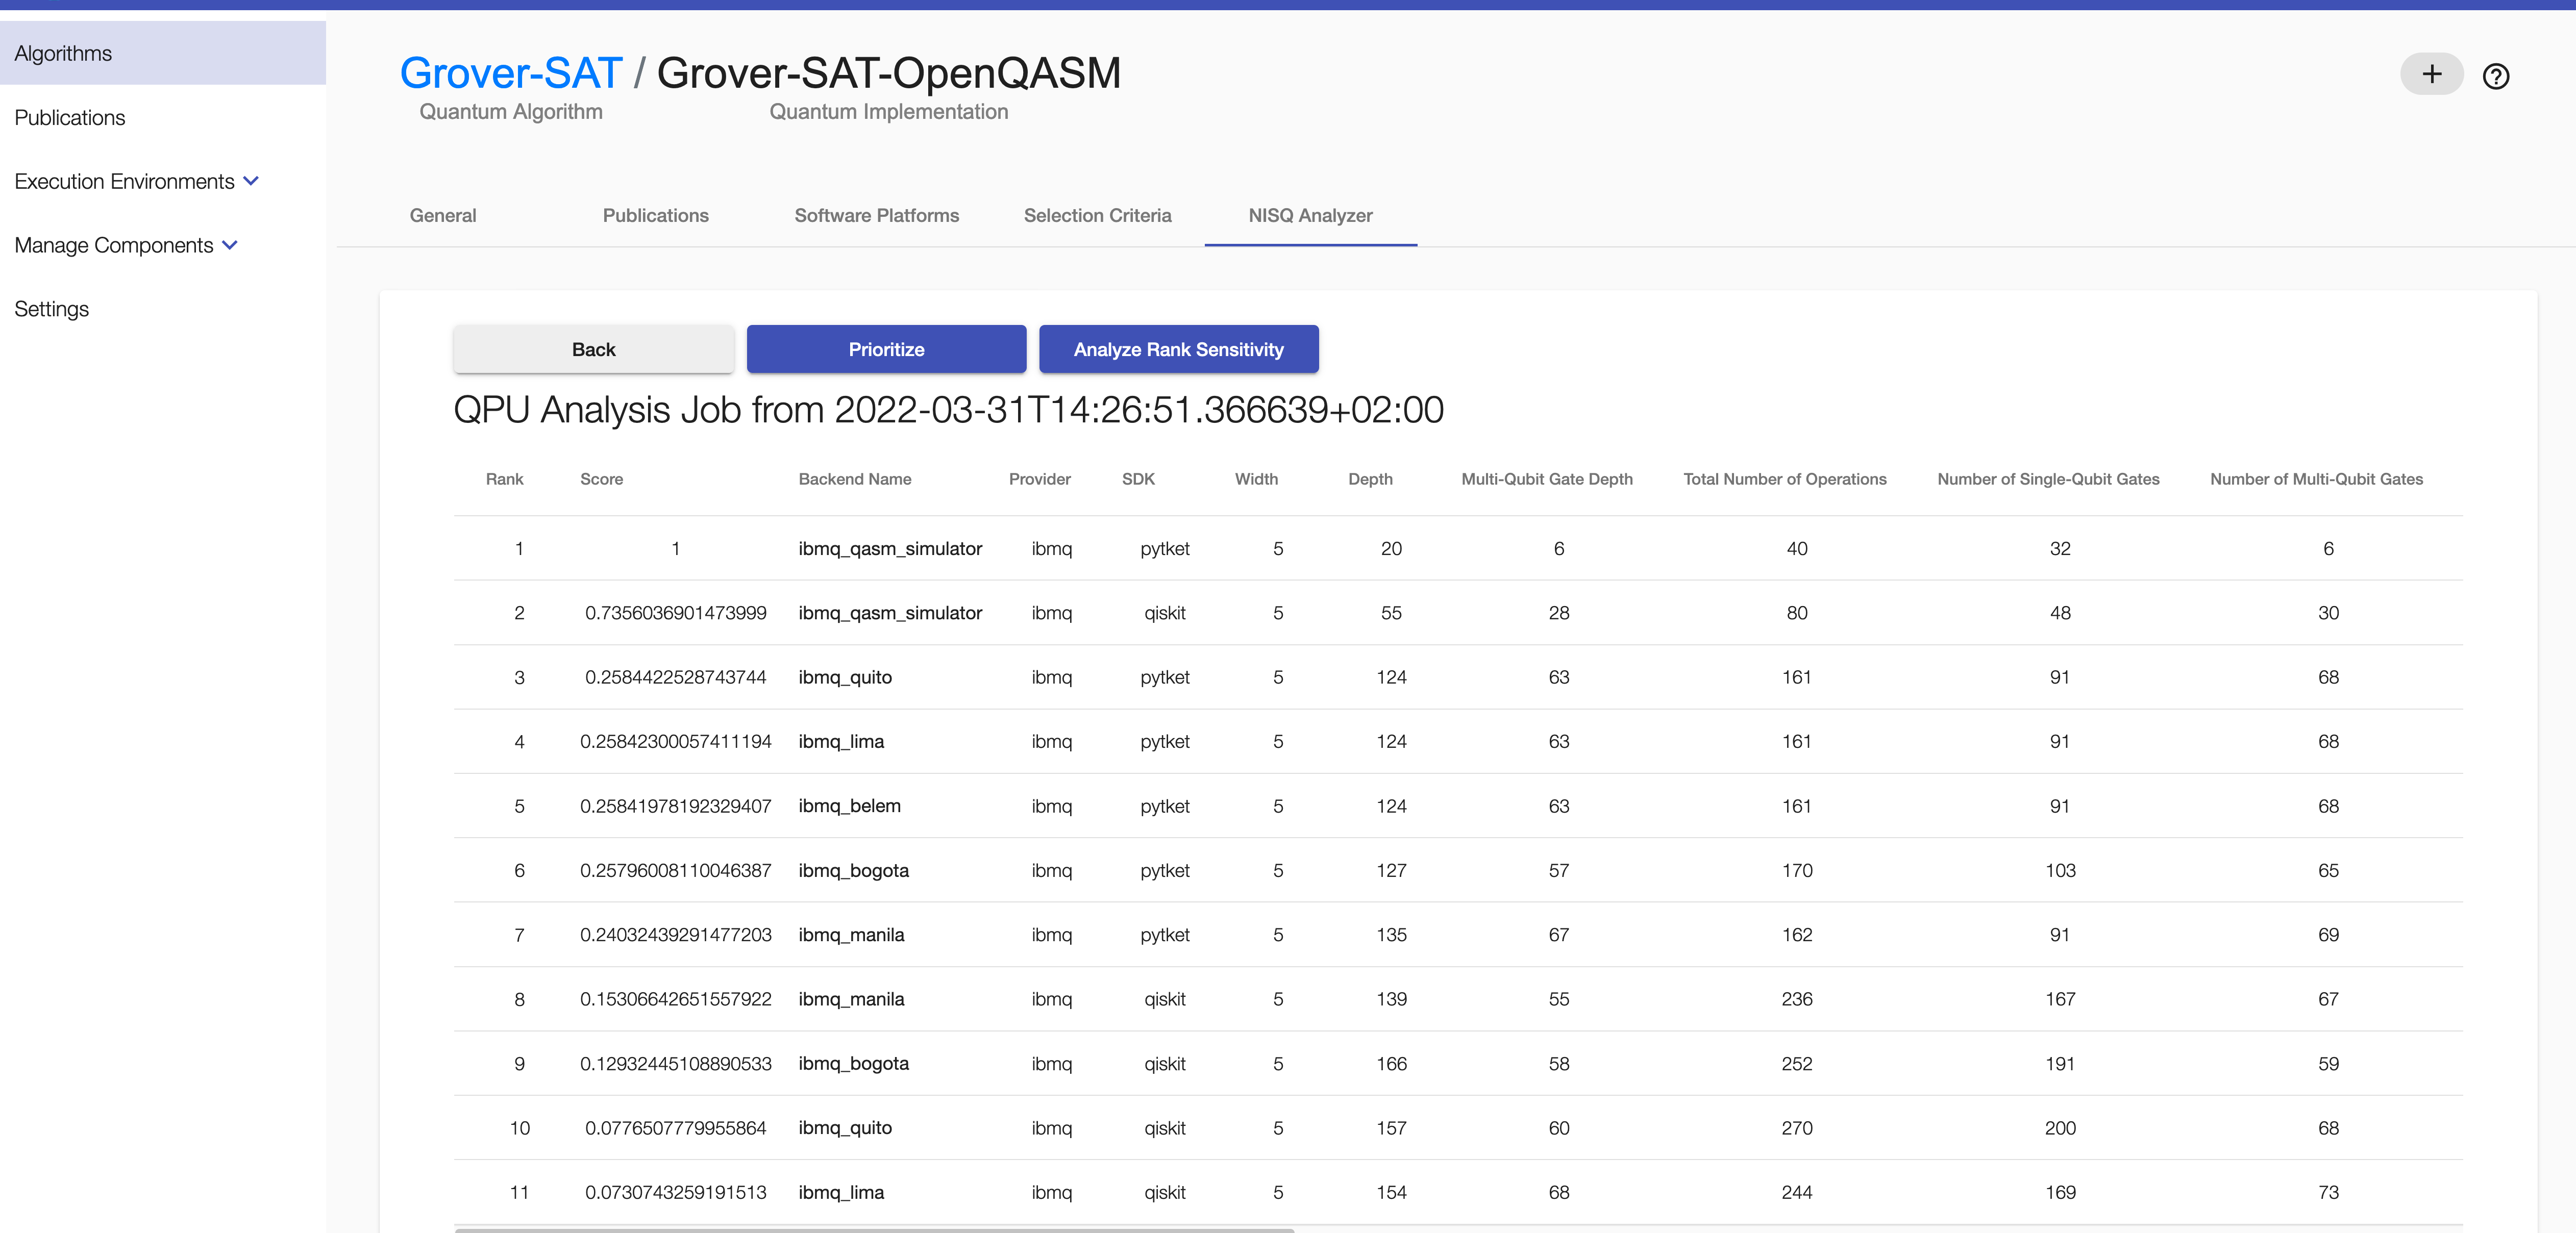 Algorithms
Publications
Execution Environments
Manage Components
Settings
Grover-SAT / Grover-SAT-OpenQASM
Quantum Algorithm Quantum Implementation
General Publications Software Platforms Selection Criteria NISQ Analyzer
Back Prioritize Analyze Rank Sensitivity
QPU Analysis Job from 2022-03-31T14:26:51.366639+02:00
Rank Score Backend Name Provider SDK Width Depth Multi-Qubit Gate Depth Total Number of Operations Number of Single-Qubit Gates Number of Multi-Qubit Gates
1 1 ibmq_qasm_simulator ibmq pytket 5 20 6 40 32 6
2 0.7356036901473999 ibmq_qasm_simulator ibmq qiskit 5 55 28 80 48 30
3 0.2584422528743744 ibmq_quito ibmq pytket 5 124 63 161 91 68
4 0.25842300057411194 ibmq_lima ibmq pytket 5 124 63 161 91 68
5 0.25841978192329407 ibmq_belem ibmq pytket 5 124 63 161 91 68
6 0.25796008110046387 ibmq_bogota ibmq pytket 5 127 57 170 103 65
7 0.24032439291477203 ibmq_manila ibmq pytket 5 135 67 162 91 69
8 0.15306642651557922 ibmq_manila ibmq qiskit 5 139 55 236 167 67
9 0.12932445108890533 ibmq_bogota ibmq qiskit 5 166 58 252 191 59
10 0.0776507779955864 ibmq_quito ibmq qiskit 5 157 60 270 200 68
11 0.0730743259191513 ibmq_lima ibmq qiskit 5 154 68 244 169 73